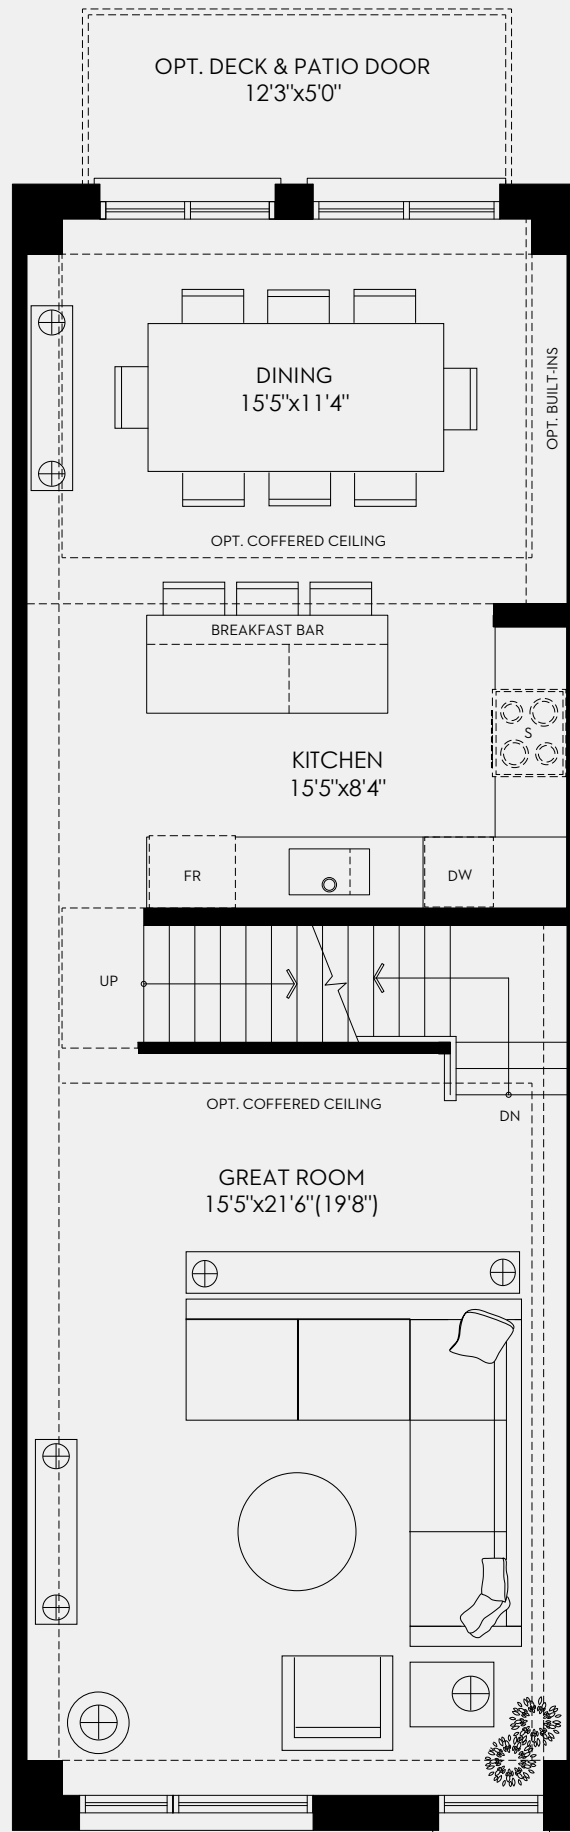 OPT. DECK & PATIO DOOR
12'3"x5'0"
DINING
15'5"x11'4"
OPT. BUILT-INS
OPT. COFFERED CEILING
BREAKFAST BAR
S
KITCHEN
15'5"x8'4"
FR
DW
UP
OPT. COFFERED CEILING
DN
GREAT ROOM
15'5"x21'6"(19'8")